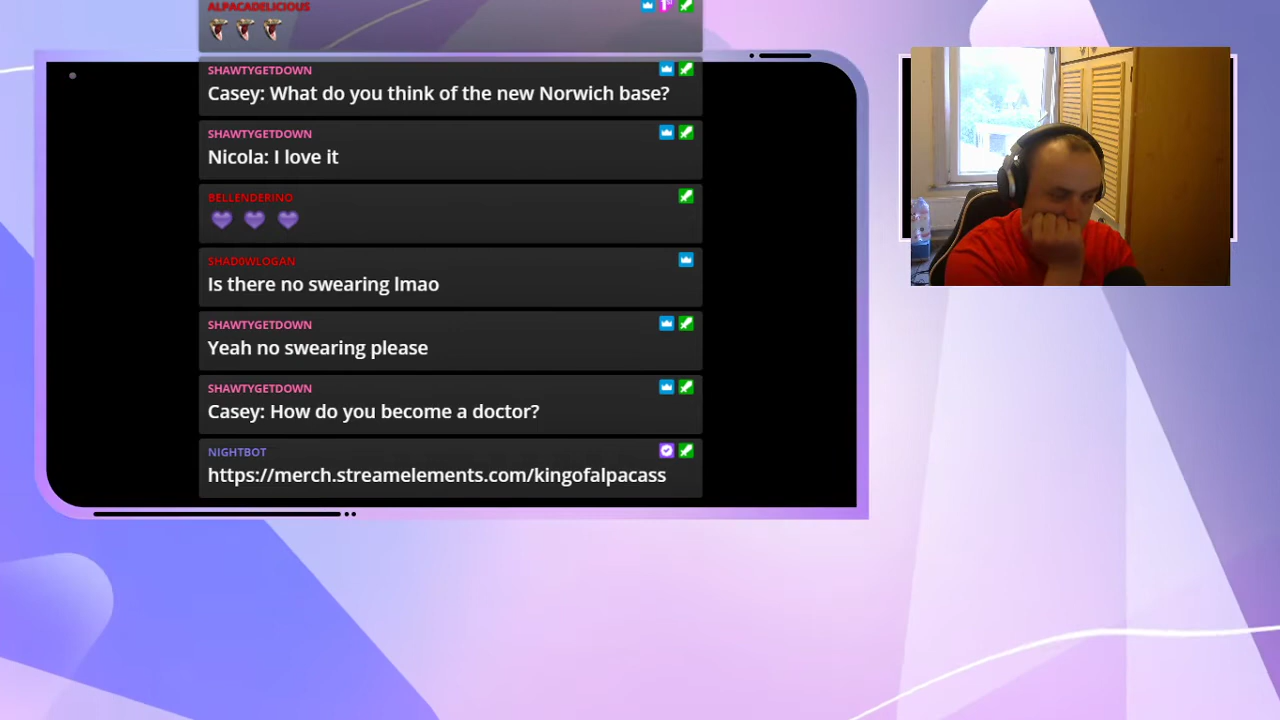 ALPACADELICIOUS
SHAWTYGETDOWN
Casey: What do you think of the new Norwich base?
SHAWTYGETDOWN
Nicola: I love it
BELLENDERINO
SHAD0WLOGAN
Is there no swearing lmao
SHAWTYGETDOWN
Yeah no swearing please
SHAWTYGETDOWN
Casey: How do you become a doctor?
NIGHTBOT
https://merch.streamelements.com/kingofalpacass